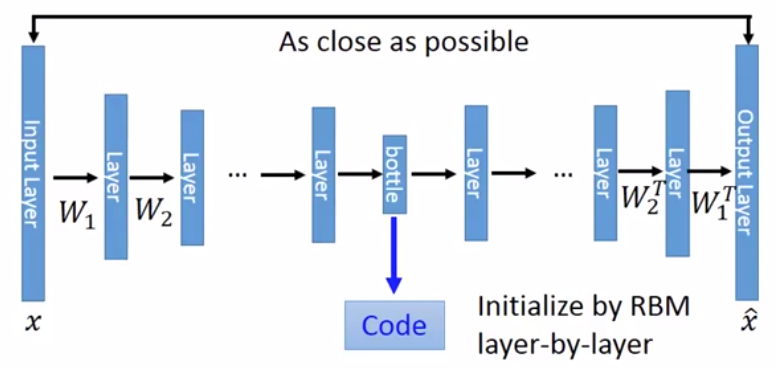 As close as possible
Input Layer
Layer
Layer
...
Layer
bottle
Layer
...
Layer
Layer
Output Layer
W₁
W₂
W₂ᵀ
W₁ᵀ
x
Code
Initialize by RBM
layer-by-layer
x̂